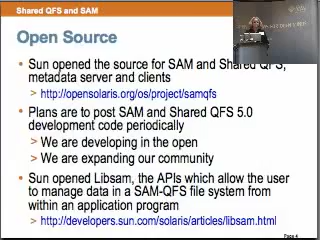 Shared QFS and SAM
Open Source
• Sun opened the source for SAM and Shared QFS,
metadata server and clients
> http://opensolaris.org/os/project/samqfs
• Plans are to post SAM and Shared QFS 5.0
development code periodically
> We are developing in the open
> We are expanding our community
• Sun opened Libsam, the APIs which allow the user
to manage data in a SAM-QFS file system from
within an application program
> http://developers.sun.com/solaris/articles/libsam.html
Page 4